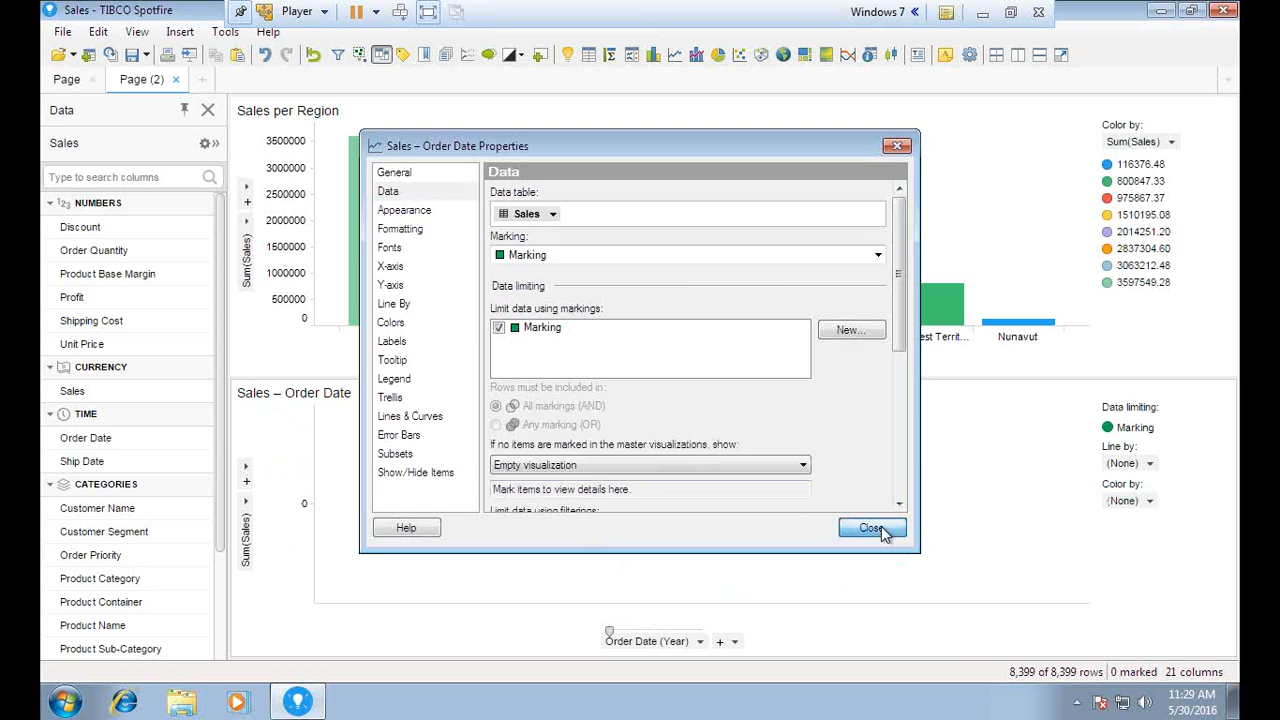 Sales - TIBCO Spotfire
Player
Windows 7
File Edit View Insert Tools Help
Page
Page (2)
Data
Sales
Type to search columns
NUMBERS
Discount
Order Quantity
Product Base Margin
Profit
Shipping Cost
Unit Price
CURRENCY
Sales
TIME
Order Date
Ship Date
CATEGORIES
Customer Name
Customer Segment
Order Priority
Product Category
Product Container
Product Name
Product Sub-Category
Sales per Region
3500000
3000000
2500000
2000000
1500000
1000000
500000
0
Sum(Sales)
est Territ...
Nunavut
Color by:
Sum(Sales)
116376.48
800847.33
975867.37
1510195.08
2014251.20
2837304.60
3063212.48
3597549.28
Sales – Order Date
0
Sum(Sales)
Order Date (Year)
Data limiting:
Marking
Line by:
(None)
Color by:
(None)
Sales – Order Date Properties
General
Data
Appearance
Formatting
Fonts
X-axis
Y-axis
Line By
Colors
Labels
Tooltip
Legend
Trellis
Lines & Curves
Error Bars
Subsets
Show/Hide Items
Data
Data table:
Sales
Marking:
Marking
Data limiting
Limit data using markings:
Marking
New...
Rows must be included in:
All markings (AND)
Any marking (OR)
If no items are marked in the master visualizations, show:
Empty visualization
Mark items to view details here.
Limit data using filterings:
Help
Close
8,399 of 8,399 rows 0 marked 21 columns
11:29 AM
5/30/2016